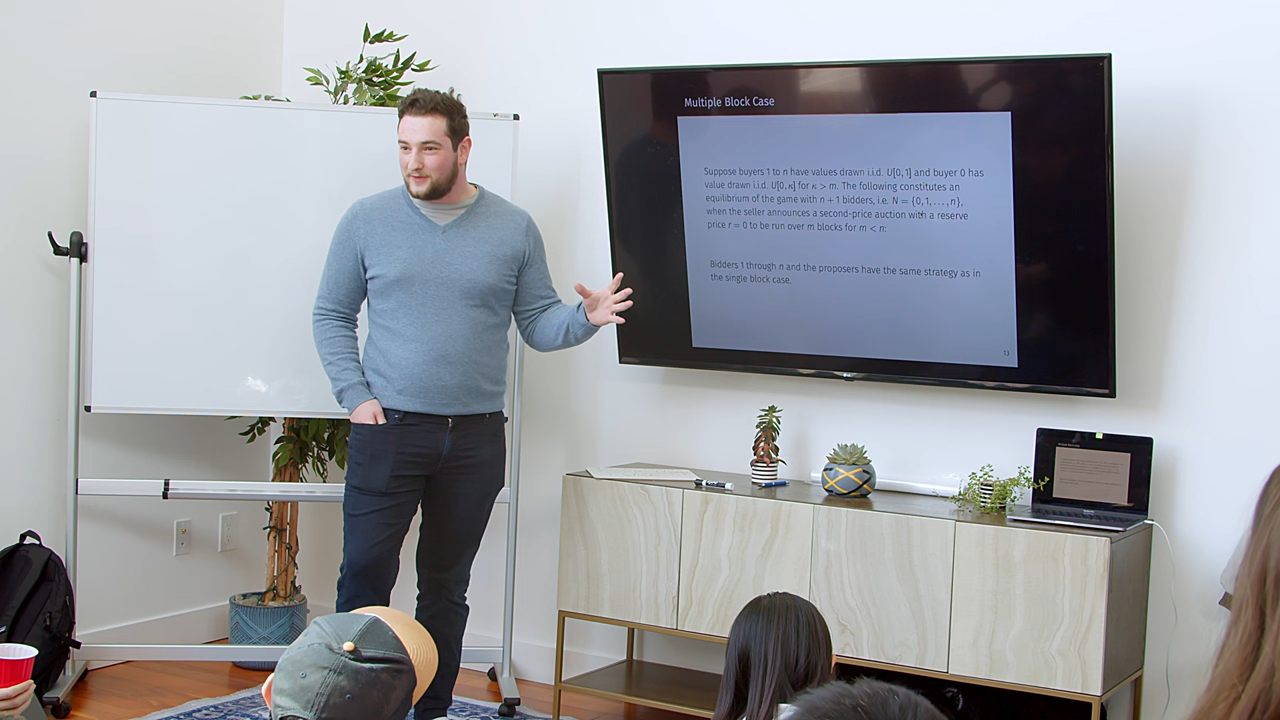 Multiple Block Case
Suppose buyers 1 to n have values drawn i.i.d. U[0, 1] and buyer 0 has
value drawn i.i.d. U[0, κ] for κ > m. The following constitutes an
equilibrium of the game with n + 1 bidders, i.e. N = {0, 1, . . . , n},
when the seller announces a second-price auction with a reserve
price r = 0 to be run over m blocks for m < n:
Bidders 1 through n and the proposers have the same strategy as in
the single block case.
13